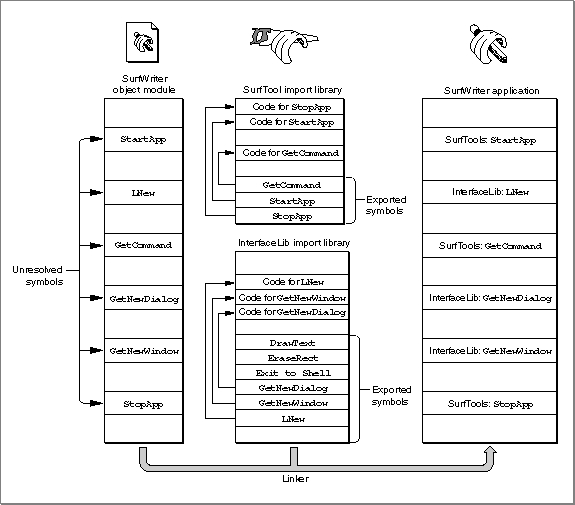 SurfWriter
object module
StartApp
LNew
GetCommand
GetNewDialog
GetNewWindow
StopApp
Unresolved
symbols
SurfTool import library
Code for StopApp
Code for StartApp
Code for GetCommand
GetCommand
StartApp
StopApp
Exported
symbols
InterfaceLib import library
Code for LNew
Code for GetNewWindow
Code for GetNewDialog
DrawText
EraseRect
Exit to Shell
GetNewDialog
GetNewWindow
LNew
Exported
symbols
SurfWriter application
SurfTools: StartApp
InterfaceLib: LNew
SurfTools: GetCommand
InterfaceLib: GetNewDialog
InterfaceLib: GetNewWindow
SurfTools: StopApp
Linker